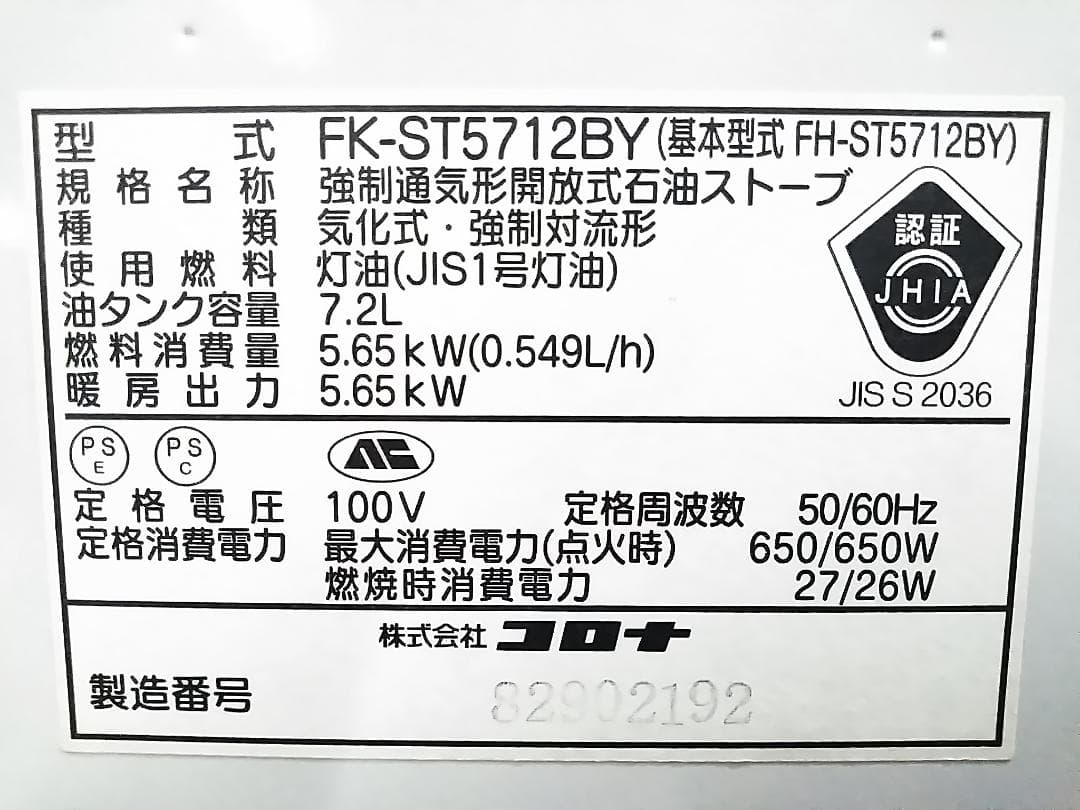 型式 FK-ST5712BY(基本型式 FH-ST5712BY)
規格名称 強制通気形開放式石油ストーブ
種類 気化式・強制対流形
使用燃料 灯油(JIS1号灯油)
油タンク容量 7.2L
燃料消費量 5.65kW(0.549L/h)
暖房出力 5.65kW
認証
JHIA
JIS S 2036
PSE PSC
定格電圧 100V 定格周波数 50/60Hz
定格消費電力 最大消費電力(点火時) 650/650W
燃焼時消費電力 27/26W
株式会社 コロナ
製造番号 82902192